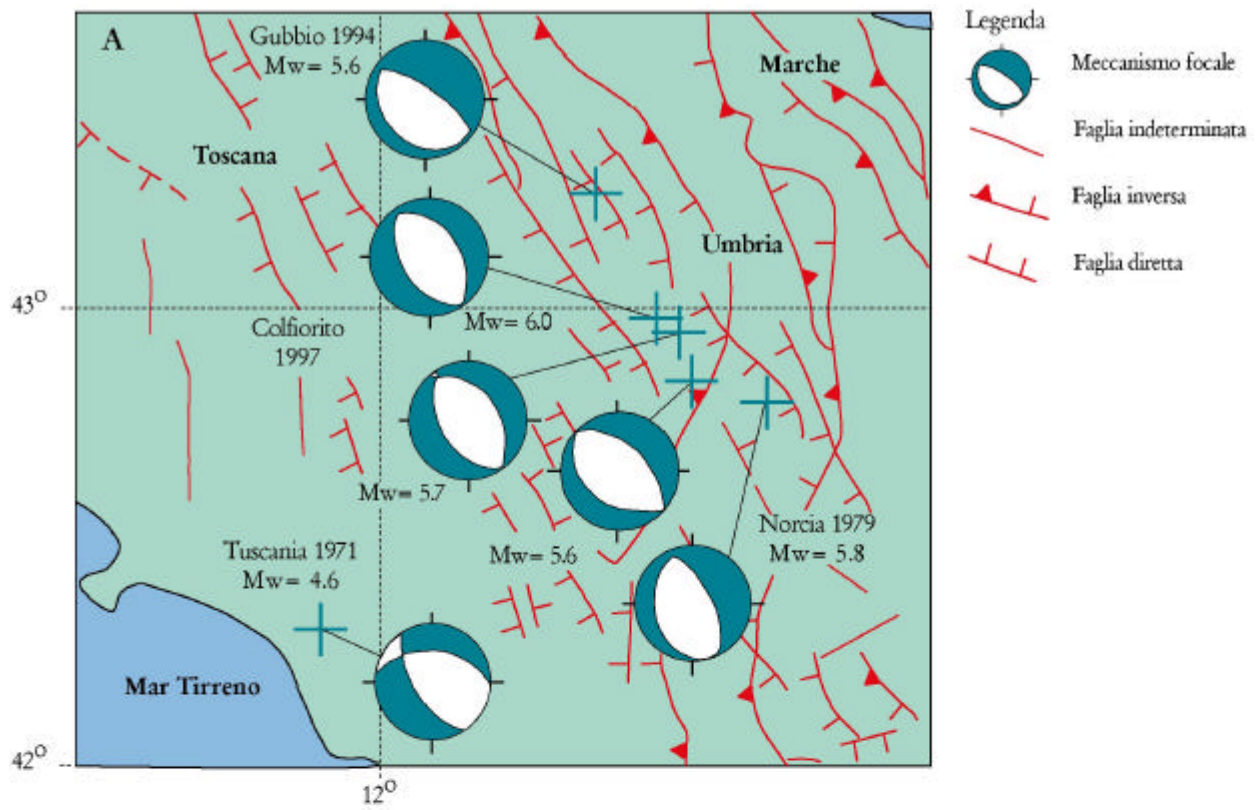 A
Gubbio 1994
Mw= 5.6
Marche
Toscana
Umbria
43°
Mw= 6.0
Colfiorito
1997
Mw= 5.7
Norcia 1979
Mw= 5.8
Tuscania 1971
Mw= 4.6
Mw= 5.6
Mar Tirreno
42°
12°
Legenda
Meccanismo focale
Faglia indeterminata
Faglia inversa
Faglia diretta